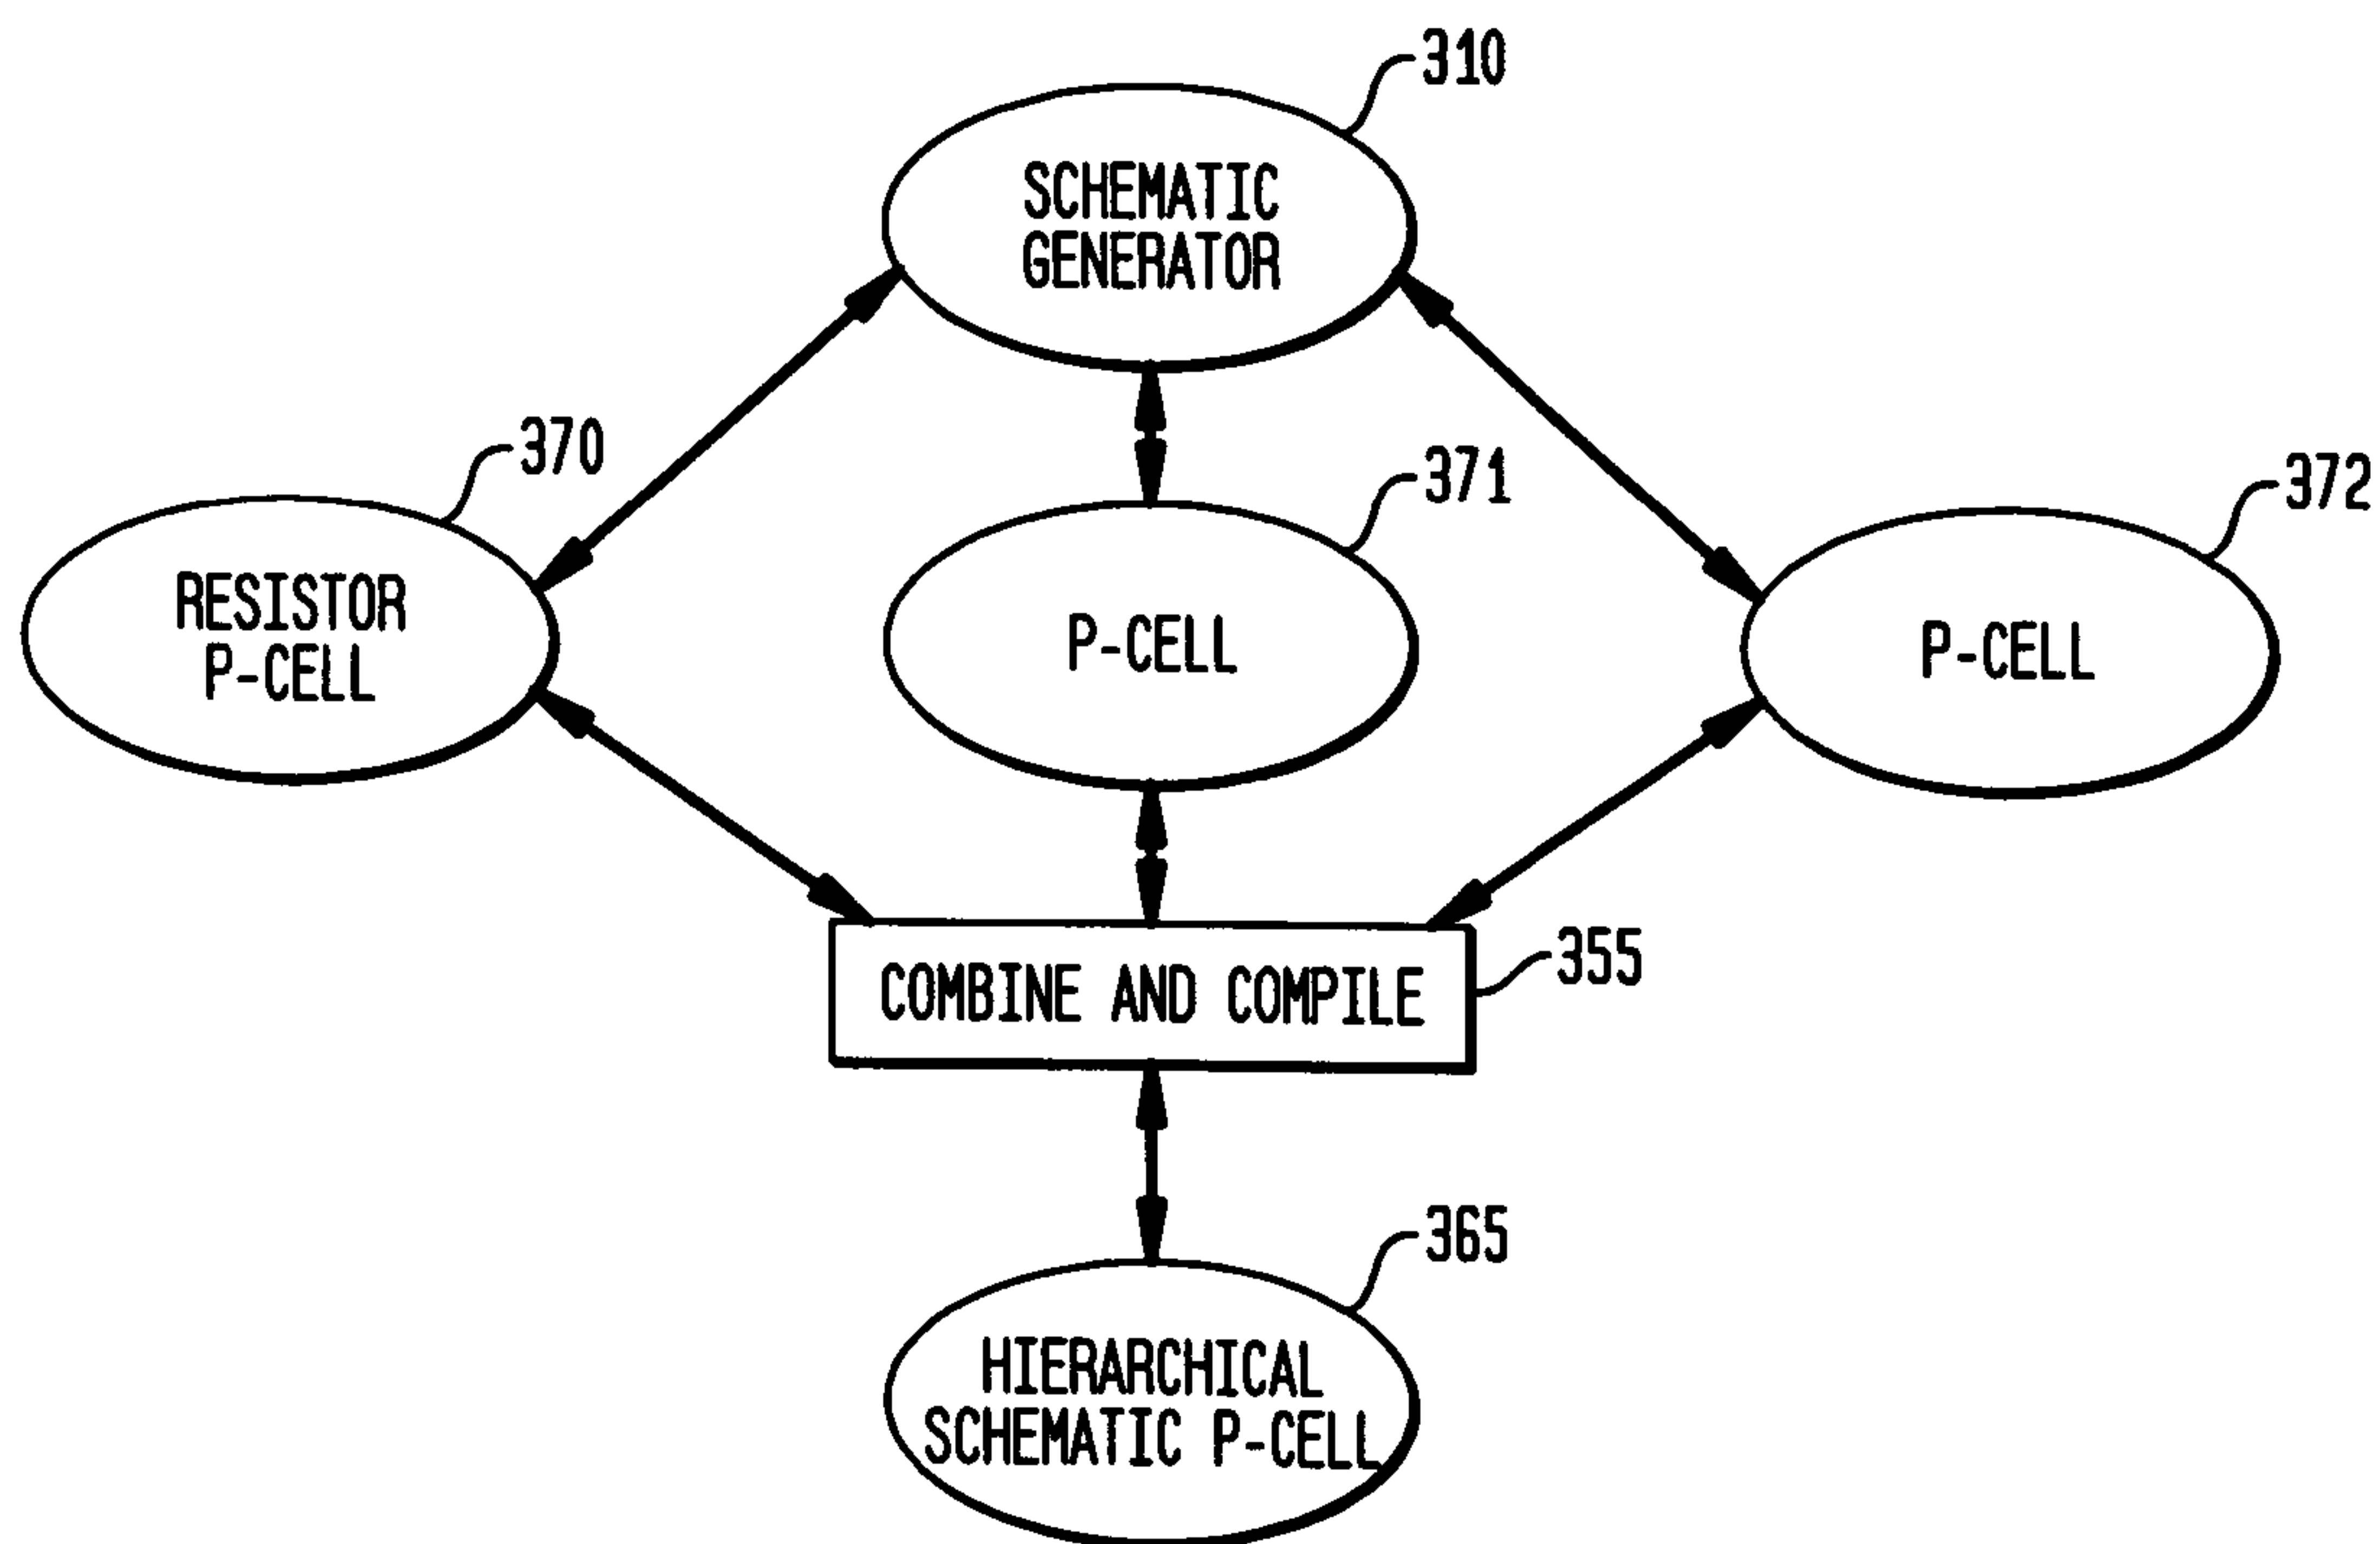 310
SCHEMATIC
GENERATOR
370
371
372
RESISTOR
P-CELL
P-CELL
P-CELL
COMBINE AND COMPILE
355
365
HIERARCHICAL
SCHEMATIC P-CELL